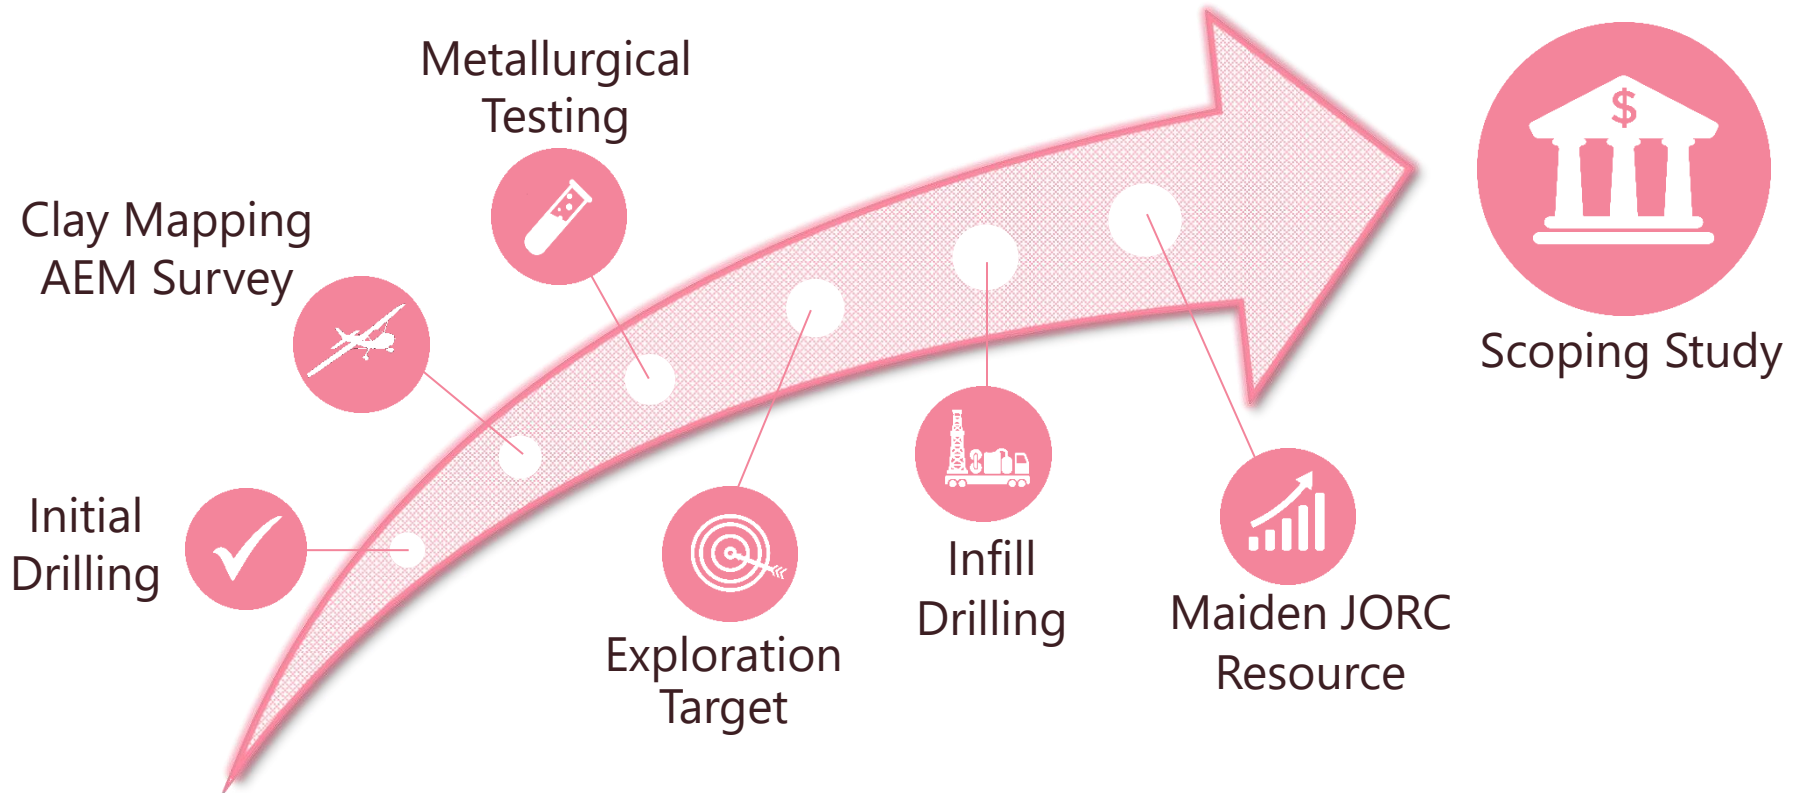 Metallurgical
Testing
Clay Mapping
AEM Survey
Initial
Drilling
Exploration
Target
Infill
Drilling
Maiden JORC
Resource
$
Scoping Study